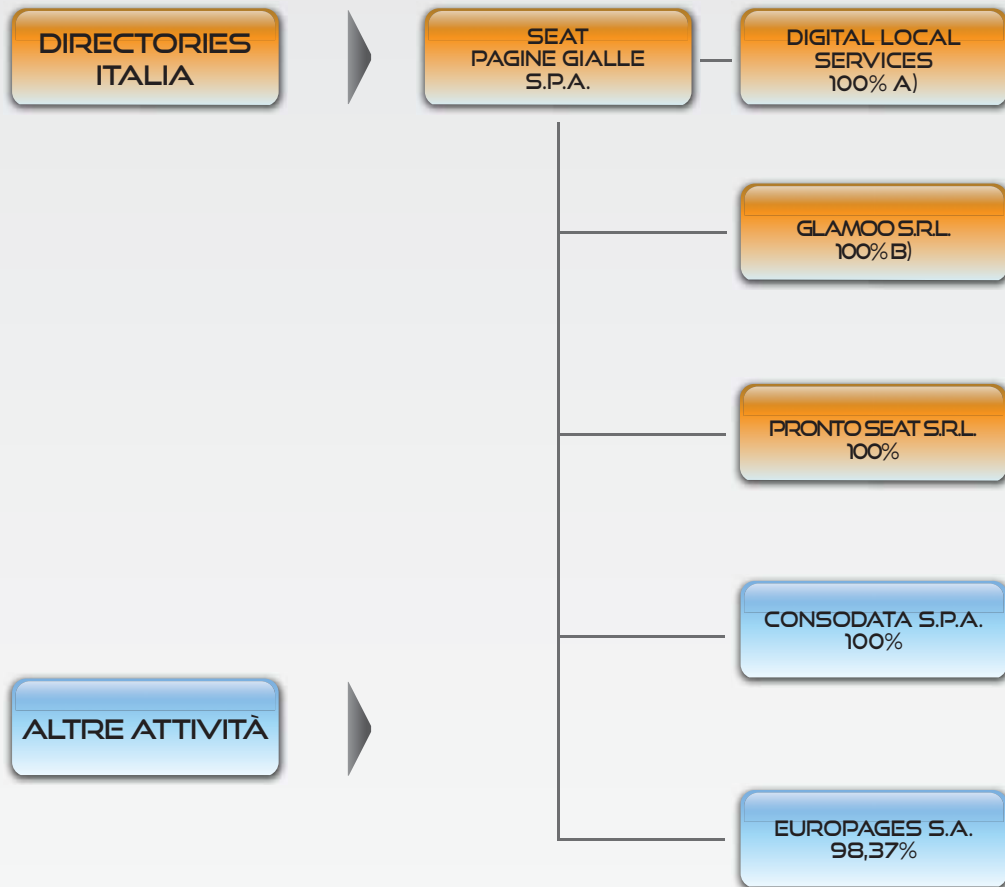 DIRECTORIES
ITALIA
SEAT
PAGINE GIALLE
S.P.A.
DIGITAL LOCAL
SERVICES
100% A)
GLAMOO S.R.L.
100% B)
PRONTO SEAT S.R.L.
100%
CONSODATA S.P.A.
100%
ALTRE ATTIVITÀ
EUROPAGES S.A.
98,37%